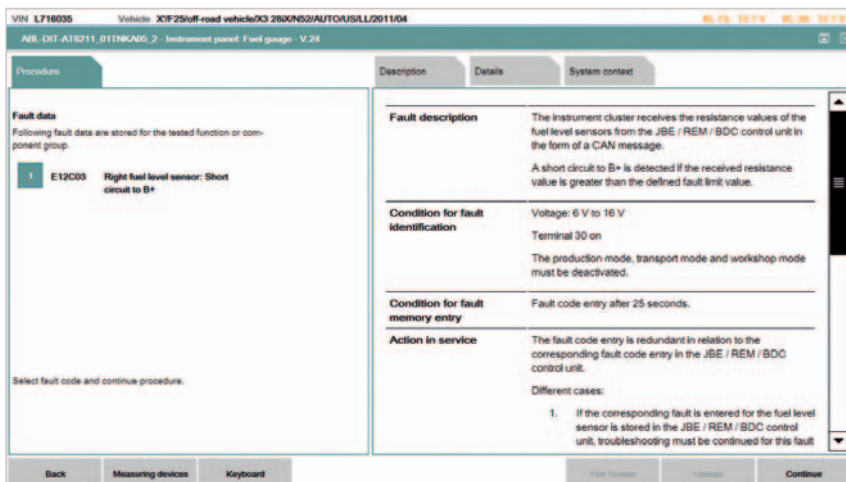 VIN L716035 Vehicle X'/F25/off-road vehicle/X3 28iX/N52/AUTO/US/LL/2011/04
ABL-DIT-AT6211_01TNKA05_2 - Instrument panel: Fuel gauge - V.24
Procedure
Fault data
Following fault data are stored for the tested function or com-
ponent group.
1 E12C03 Right fuel level sensor: Short
circuit to B+
Select fault code and continue procedure.
Description Details System context
Fault description The instrument cluster receives the resistance values of the
fuel level sensors from the JBE / REM / BDC control unit in
the form of a CAN message.
A short circuit to B+ is detected if the received resistance
value is greater than the defined fault limit value.
Condition for fault Voltage: 6 V to 16 V
identification
Terminal 30 on
The production mode, transport mode and workshop mode
must be deactivated.
Condition for fault Fault code entry after 25 seconds.
memory entry
Action in service The fault code entry is redundant in relation to the
corresponding fault code entry in the JBE / REM / BDC
control unit.
Different cases:
1. If the corresponding fault is entered for the fuel level
sensor is stored in the JBE / REM / BDC control
unit, troubleshooting must be continued for this fault
Back Measuring devices Keyboard Full Screen Update Continue